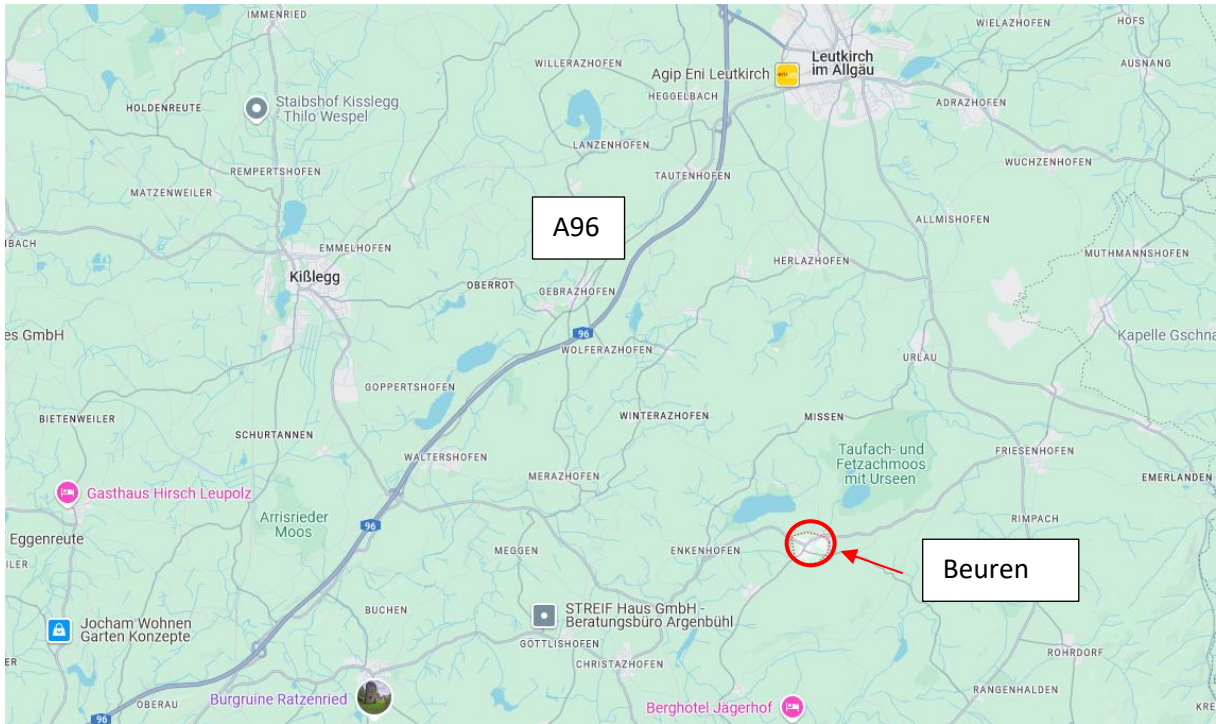 IMMENRIED
WIELAZHOFEN
HOFS
WILLERAZHOFEN
Leutkirch
im Allgäu
AUSNANG
Agip Eni Leutkirch
HEGGELBACH
HOLDENREUTE
Staibshof Kisslegg
- Thilo Wespel
ADRAZHOFEN
LANZENHOFEN
WUCHZENHOFEN
REMPERTSHOFEN
TAUTENHOFEN
MATZENWEILER
A96
ALLMISHOFEN
BACH
EMMELHOFEN
HERLAZHOFEN
MUTHMANNSHOFEN
Kißlegg
OBERROT
GEBRAZHOFEN
es GmbH
96
Kapelle Gschna
WOLFERAZHOFEN
URLAU
GOPPERTSHOFEN
BIETENWEILER
WINTERAZHOFEN
MISSEN
SCHURTANNEN
Taufach- und
Fetzachmoos
mit Urseen
FRIESENHOFEN
WALTERSHOFEN
MERAZHOFEN
EMERLANDEN
Gasthaus Hirsch Leupolz
Arrisrieder
Moos
96
RIMPACH
Eggenreute
MEGGEN
ENKENHOFEN
ILER
Beuren
BUCHEN
STREIF Haus GmbH -
Beratungsbüro Argenbühl
Jocham Wohnen
Garten Konzepte
GÖTTLISHOFEN
ROHRDORF
ER
CHRISTAZHOFEN
RANGENHALDEN
Burgruine Ratzenried
OBERAU
Berghotel Jägerhof
KRE
96